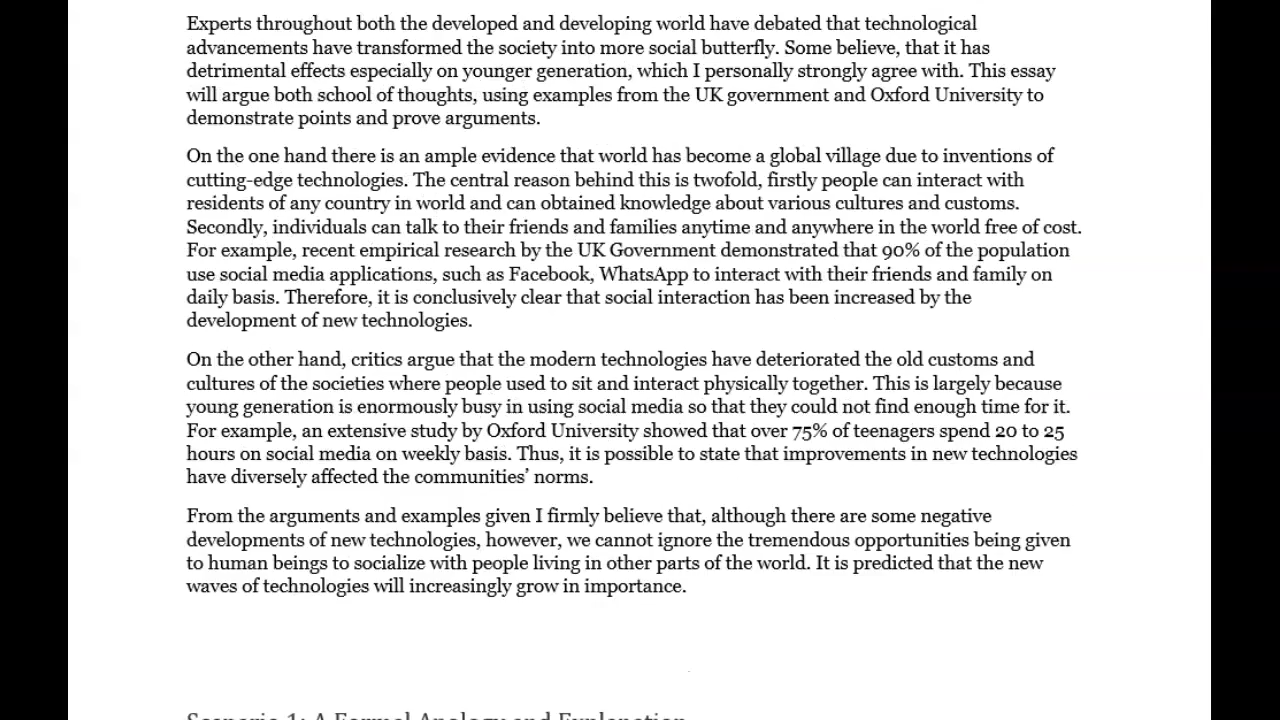 Experts throughout both the developed and developing world have debated that technological
advancements have transformed the society into more social butterfly. Some believe, that it has
detrimental effects especially on younger generation, which I personally strongly agree with. This essay
will argue both school of thoughts, using examples from the UK government and Oxford University to
demonstrate points and prove arguments.
On the one hand there is an ample evidence that world has become a global village due to inventions of
cutting-edge technologies. The central reason behind this is twofold, firstly people can interact with
residents of any country in world and can obtained knowledge about various cultures and customs.
Secondly, individuals can talk to their friends and families anytime and anywhere in the world free of cost.
For example, recent empirical research by the UK Government demonstrated that 90% of the population
use social media applications, such as Facebook, WhatsApp to interact with their friends and family on
daily basis. Therefore, it is conclusively clear that social interaction has been increased by the
development of new technologies.
On the other hand, critics argue that the modern technologies have deteriorated the old customs and
cultures of the societies where people used to sit and interact physically together. This is largely because
young generation is enormously busy in using social media so that they could not find enough time for it.
For example, an extensive study by Oxford University showed that over 75% of teenagers spend 20 to 25
hours on social media on weekly basis. Thus, it is possible to state that improvements in new technologies
have diversely affected the communities’ norms.
From the arguments and examples given I firmly believe that, although there are some negative
developments of new technologies, however, we cannot ignore the tremendous opportunities being given
to human beings to socialize with people living in other parts of the world. It is predicted that the new
waves of technologies will increasingly grow in importance.
Scenario 1: A Formal Apology and Explanation